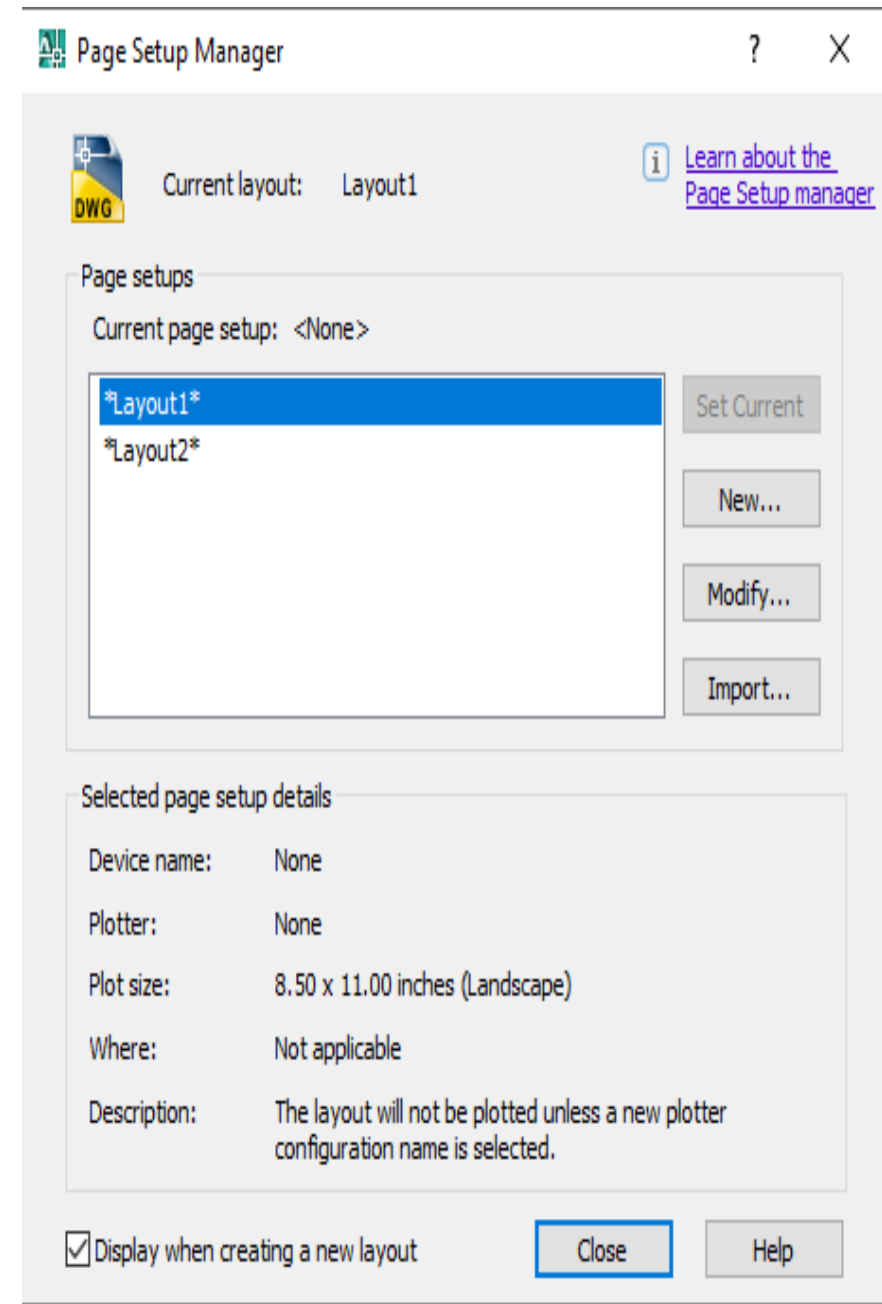 Page Setup Manager ? X
DWG Current layout: Layout1
i Learn about the
Page Setup manager
Page setups
Current page setup: <None>
*Layout1*
Set Current
*Layout2*
New...
Modify...
Import...
Selected page setup details
Device name: None
Plotter: None
Plot size: 8.50 x 11.00 inches (Landscape)
Where: Not applicable
Description: The layout will not be plotted unless a new plotter
configuration name is selected.
Display when creating a new layout Close Help